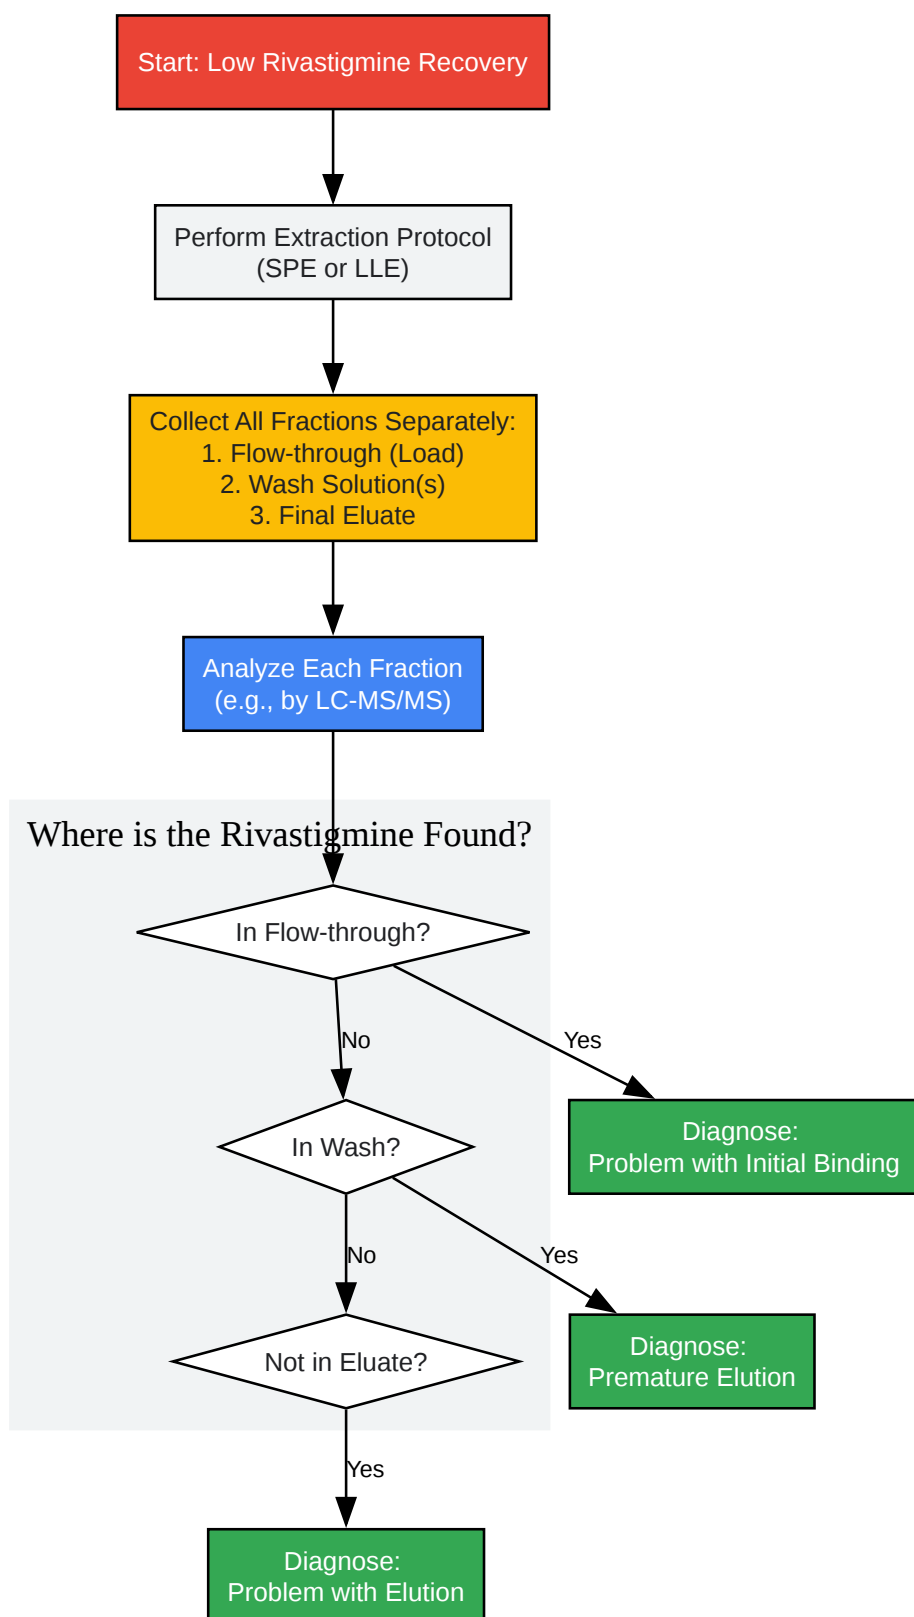 Start: Low Rivastigmine Recovery
Perform Extraction Protocol
(SPE or LLE)
Collect All Fractions Separately:
1. Flow-through (Load)
2. Wash Solution(s)
3. Final Eluate
Analyze Each Fraction
(e.g., by LC-MS/MS)
Where is the Rivastigmine Found?
In Flow-through?
No
Yes
Diagnose:
Problem with Initial Binding
In Wash?
No
Yes
Diagnose:
Premature Elution
Not in Eluate?
Yes
Diagnose:
Problem with Elution